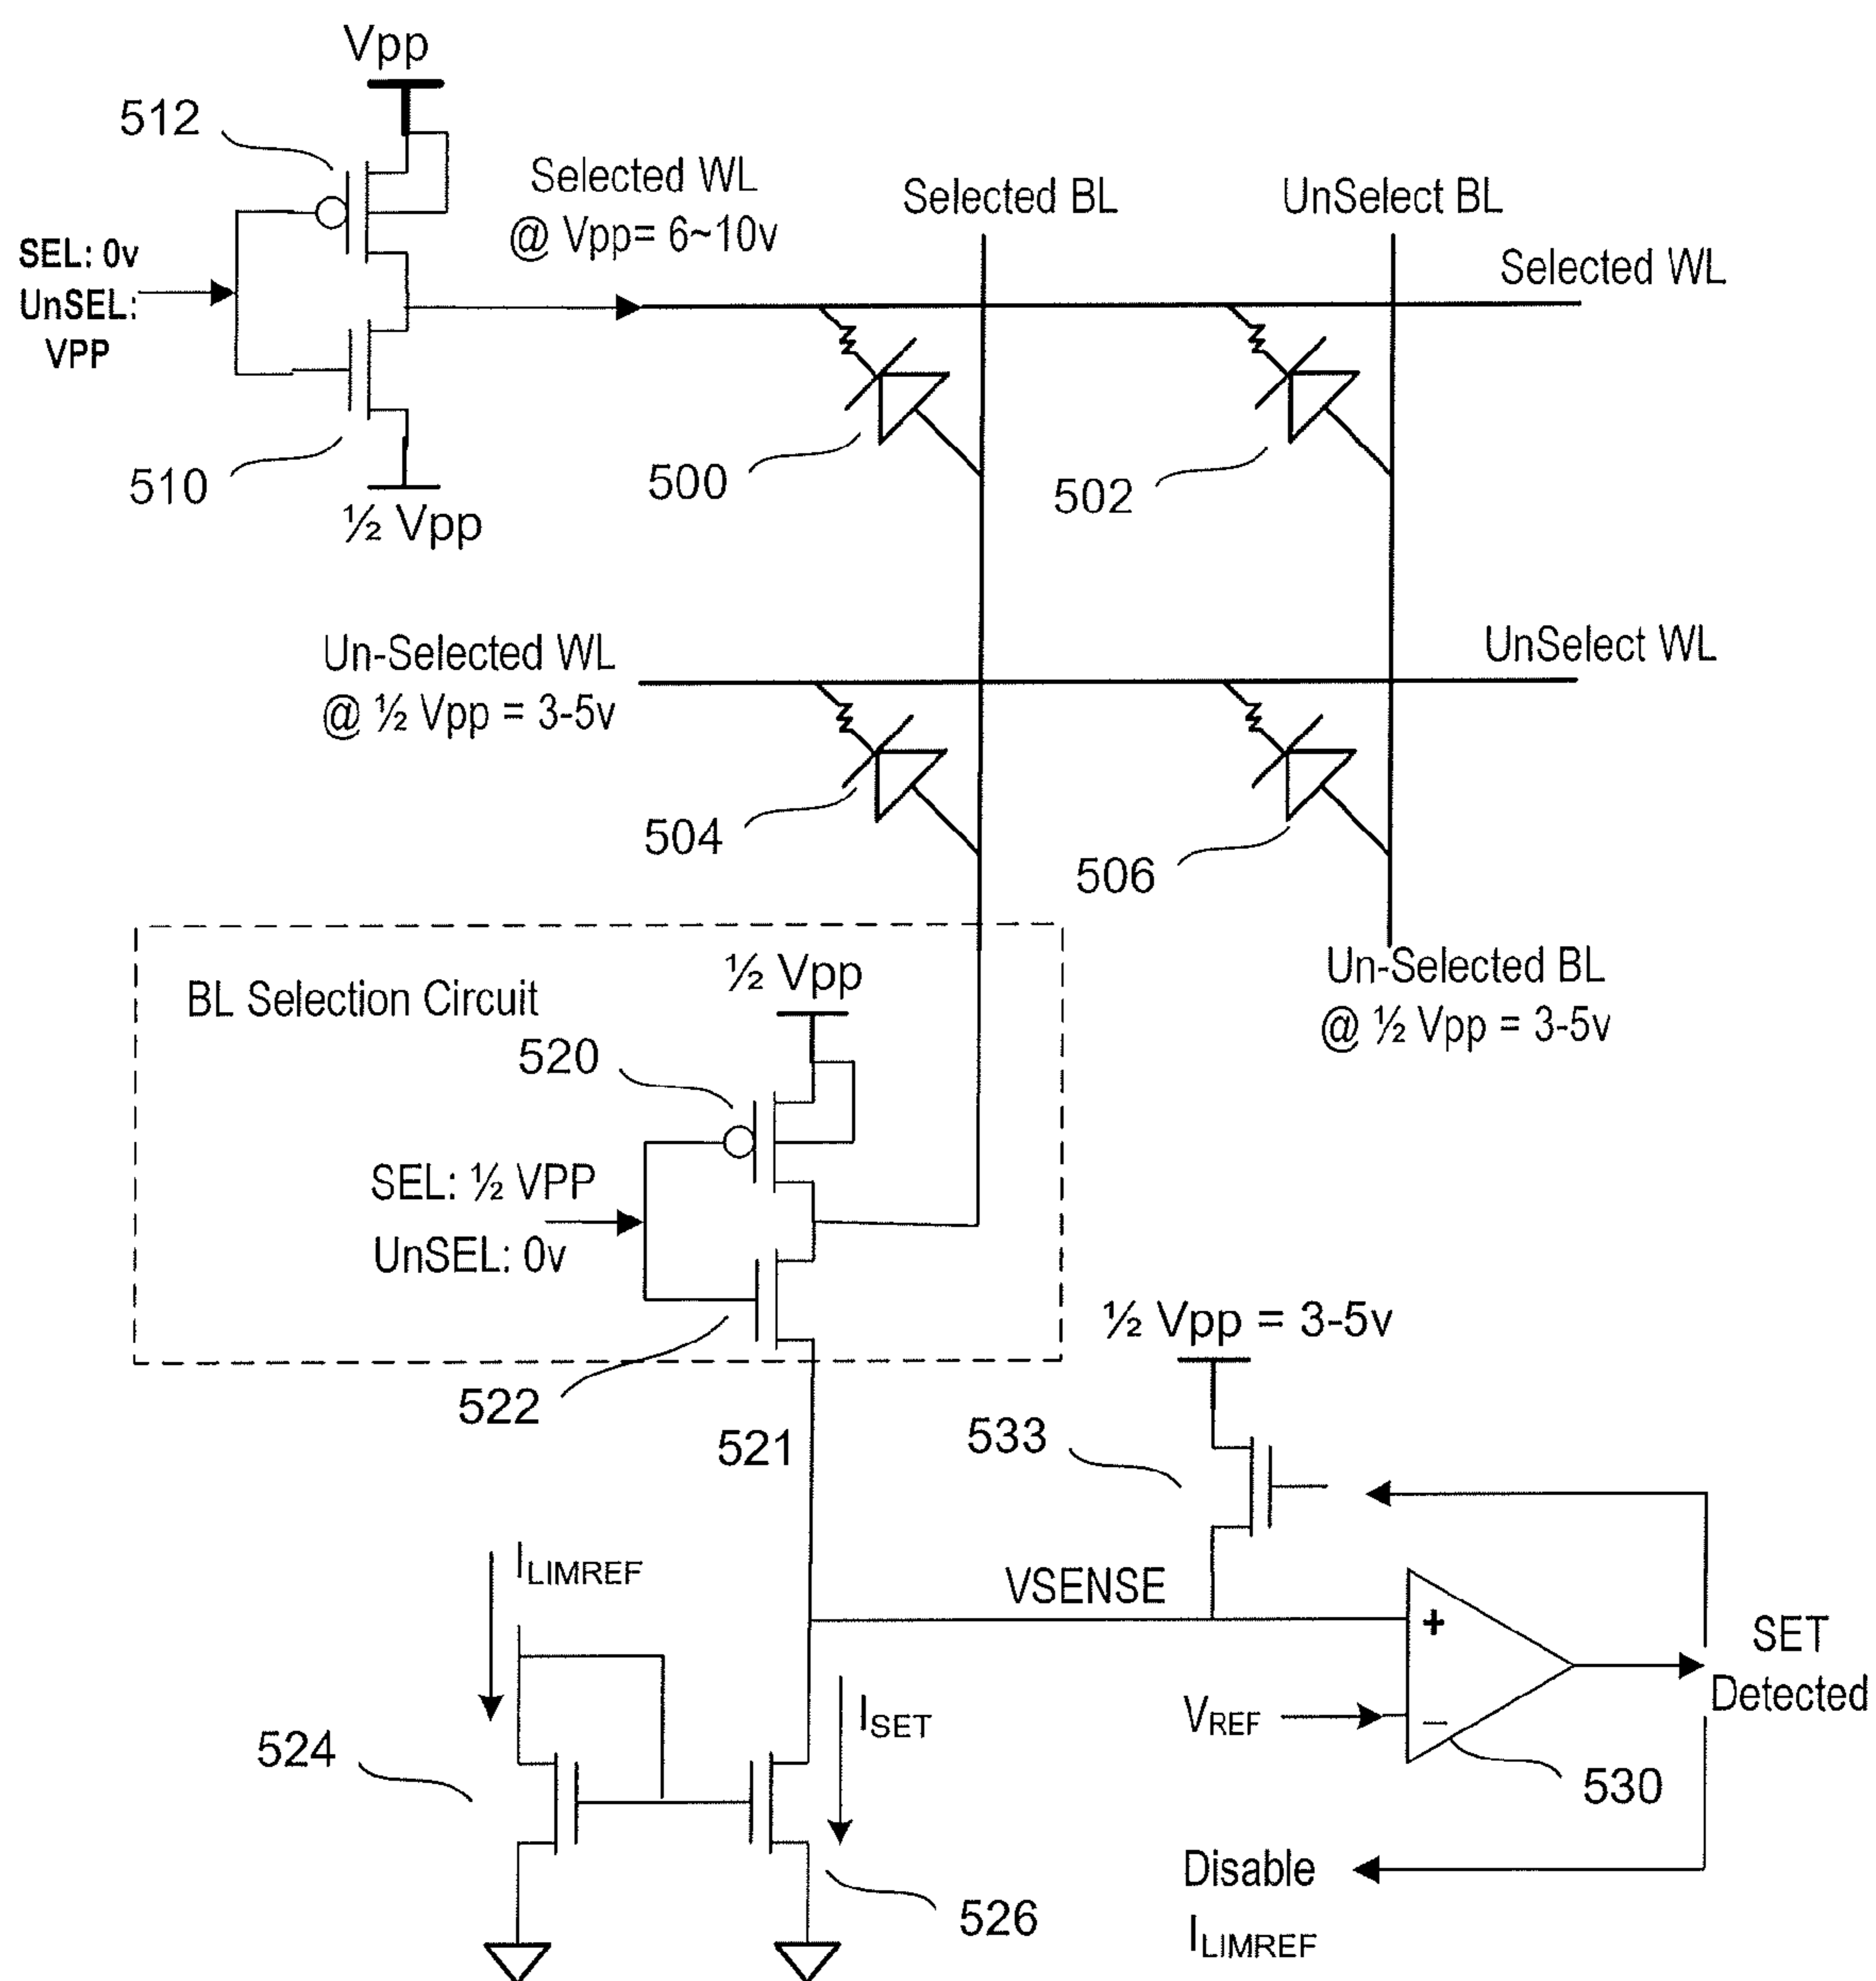 Vpp
512
Selected WL
@ Vpp= 6~10v
Selected BL
UnSelect BL
SEL: 0v
UnSEL:
VPP
Selected WL
510
½ Vpp
500
502
Un-Selected WL
@ ½ Vpp = 3-5v
UnSelect WL
504
506
BL Selection Circuit
½ Vpp
Un-Selected BL
@ ½ Vpp = 3-5v
520
SEL: ½ VPP
UnSEL: 0v
½ Vpp = 3-5v
522
521
533
ILIMREF
VSENSE
+
SET
Detected
ISET
VREF
−
524
530
526
Disable
ILIMREF